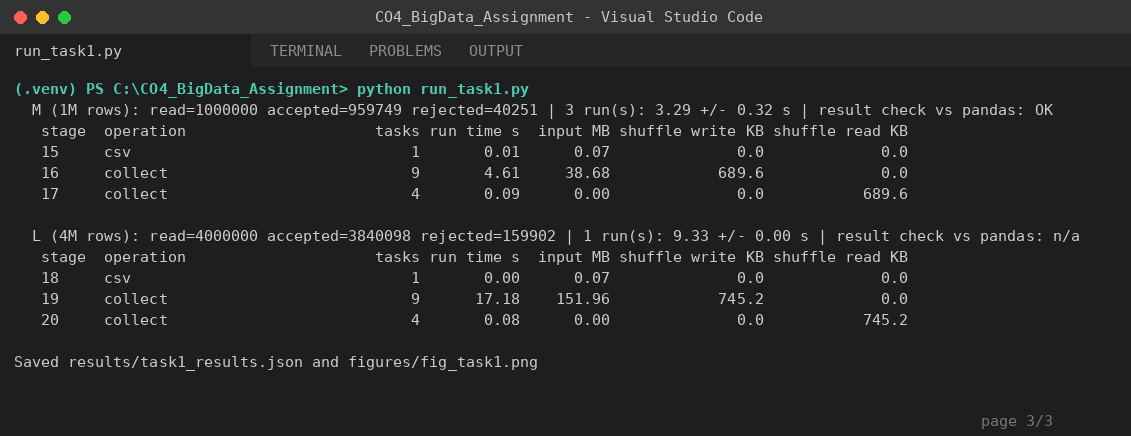 CO4_BigData_Assignment - Visual Studio Code
run_task1.py TERMINAL PROBLEMS OUTPUT
(.venv) PS C:\CO4_BigData_Assignment> python run_task1.py
M (1M rows): read=1000000 accepted=959749 rejected=40251 | 3 run(s): 3.29 +/- 0.32 s | result check vs pandas: OK
stage operation tasks run time s input MB shuffle write KB shuffle read KB
15 csv 1 0.01 0.07 0.0 0.0
16 collect 9 4.61 38.68 689.6 0.0
17 collect 4 0.09 0.00 0.0 689.6
L (4M rows): read=4000000 accepted=3840098 rejected=159902 | 1 run(s): 9.33 +/- 0.00 s | result check vs pandas: n/a
stage operation tasks run time s input MB shuffle write KB shuffle read KB
18 csv 1 0.00 0.07 0.0 0.0
19 collect 9 17.18 151.96 745.2 0.0
20 collect 4 0.08 0.00 0.0 745.2
Saved results/task1_results.json and figures/fig_task1.png
page 3/3